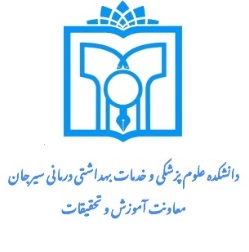 دانشکده علوم پزشکی و خدمات بهداشتی درمانی سیرجان
معاونت آموزش و تحقیقات